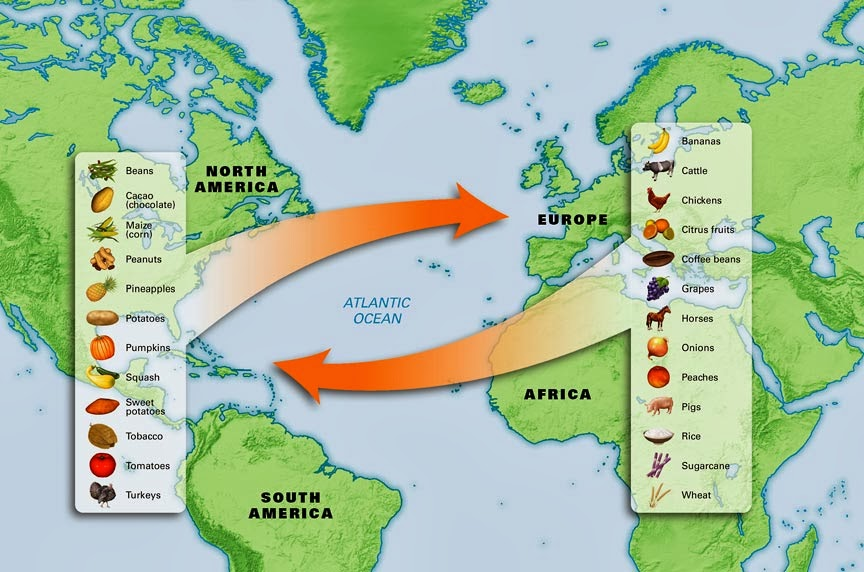 NORTH
AMERICA
EUROPE
ATLANTIC
OCEAN
AFRICA
SOUTH
AMERICA
Beans
Cacao
(chocolate)
Maize
(corn)
Peanuts
Pineapples
Potatoes
Pumpkins
Squash
Sweet
potatoes
Tobacco
Tomatoes
Turkeys
Bananas
Cattle
Chickens
Citrus fruits
Coffee beans
Grapes
Horses
Onions
Peaches
Pigs
Rice
Sugarcane
Wheat